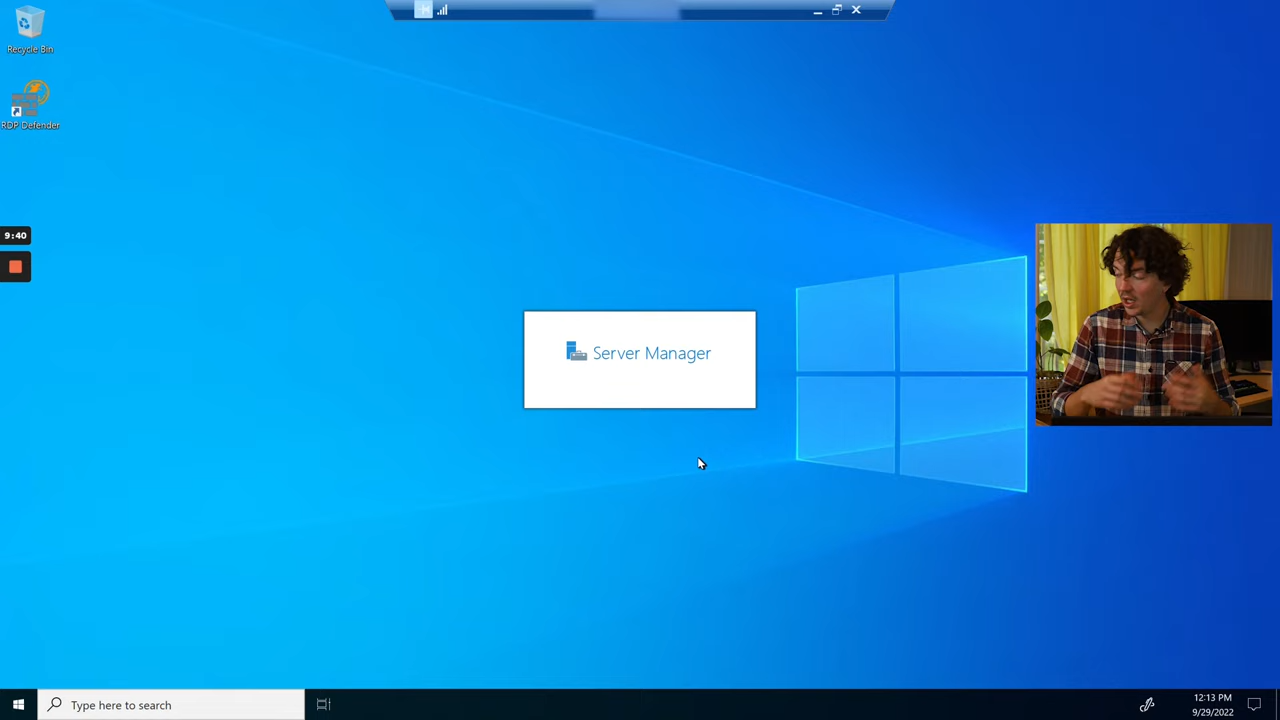 Recycle Bin
RDP Defender
9:40
Server Manager
Type here to search
12:13 PM
9/29/2022